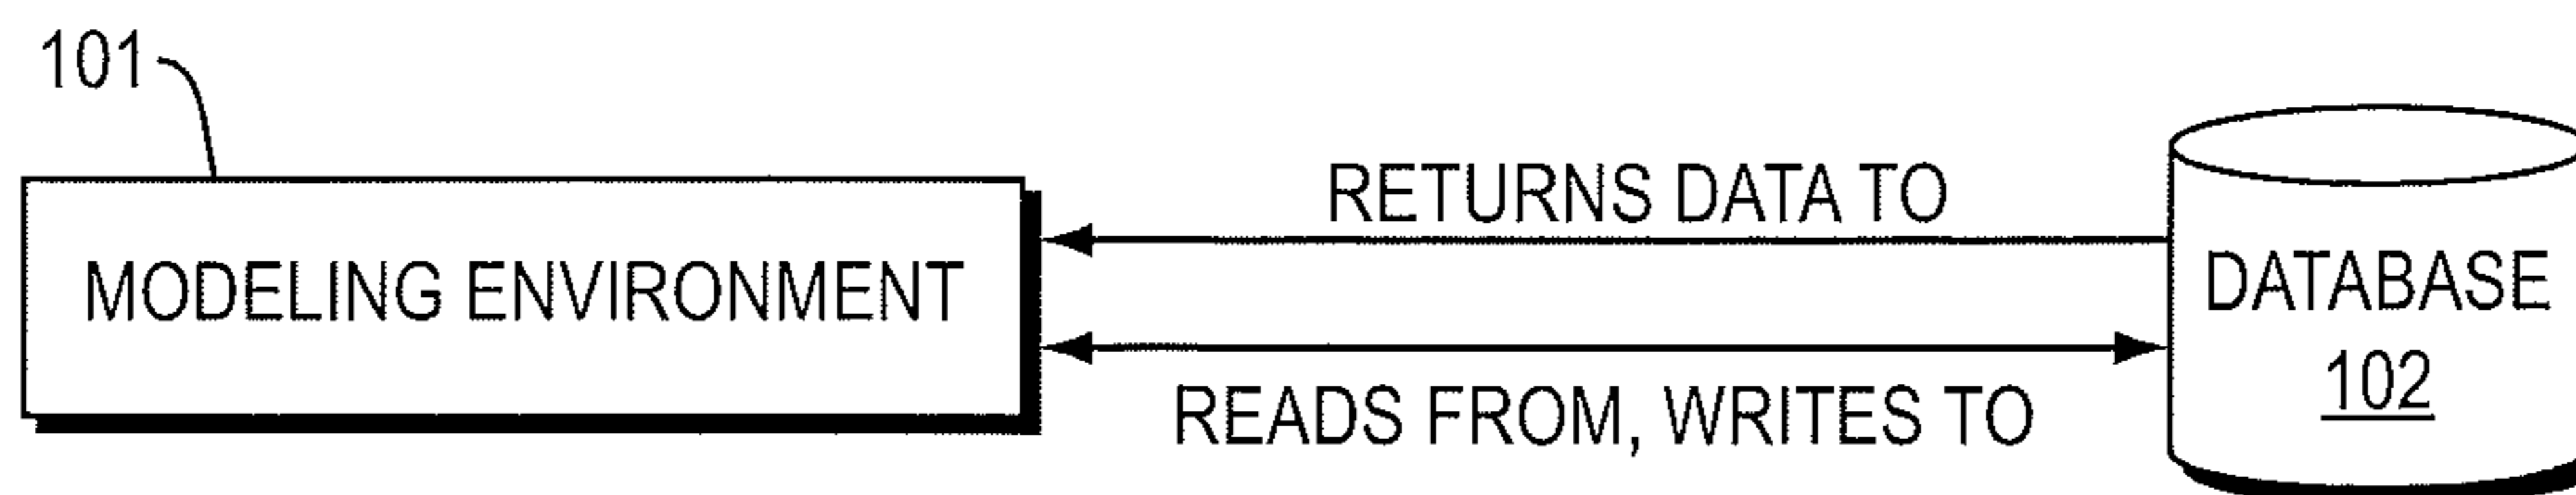 101
RETURNS DATA TO
MODELING ENVIRONMENT
DATABASE
102
READS FROM, WRITES TO